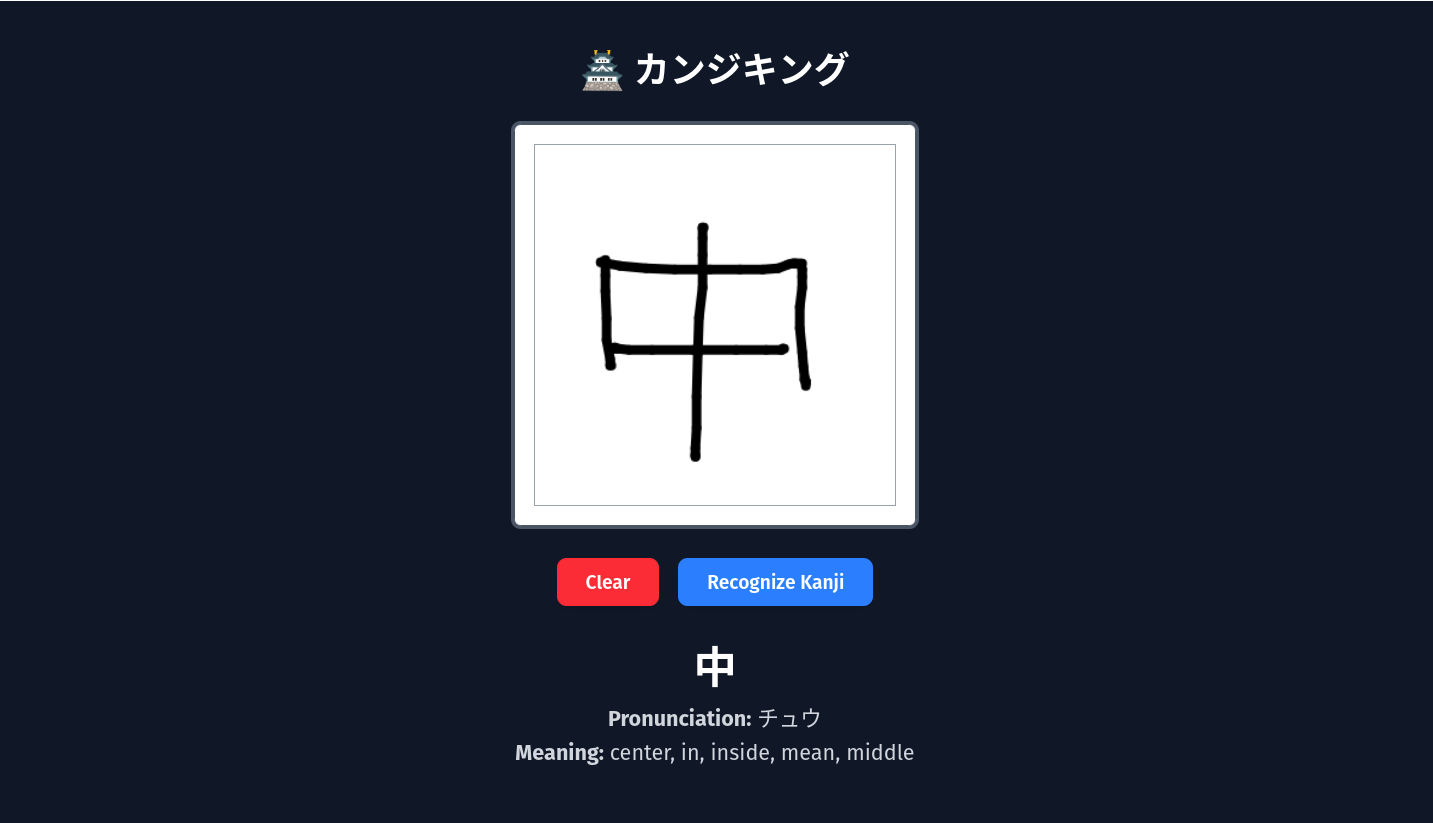 🏯 カンジキング
中
Clear
Recognize Kanji
中
Pronunciation: チュウ
Meaning: center, in, inside, mean, middle